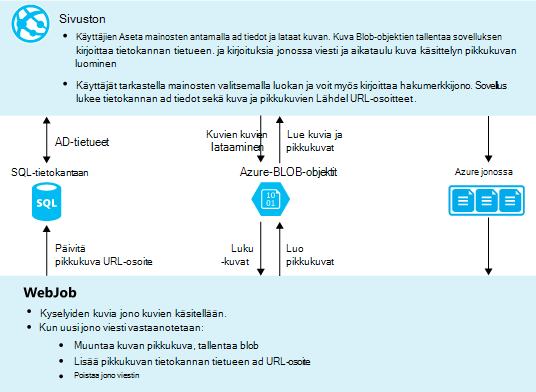 Sivuston
• Käyttäjien Aseta mainosten antamalla ad tiedot ja lataat kuvan. Kuva Blob-objektien tallentaa sovelluksen
kirjoittaa tietokannan tietueen. ja kirjoituksia jonossa viesti ja aikataulu kuva käsittelyn pikkukuvan
luominen
• Käyttäjät tarkastella mainosten valitsemalla luokan ja voit myös kirjoittaa hakumerkkijono. Sovellus
lukee tietokannan ad tiedot sekä kuva ja pikkukuvien Lähdel URL-osoitteet.
AD-tietueet
Kuvien kuvien
lataaminen
Lue kuvia ja
pikkukuvat
SQL-tietokantaan
Azure-BLOB-objektit
Azure jonossa
SQL
10
01
Päivitä
pikkukuva URL-osoite
Luku
-kuvat
Luo
pikkukuvat
WebJob
• Kyselyiden kuvia jono kuvien käsitellään.
• Kun uusi jono viesti vastaanotetaan:
• Muuntaa kuvan pikkukuva, tallentaa blob
• Lisää pikkukuvan tietokannan tietueen ad URL-osoite
• Poistaa jono viestin